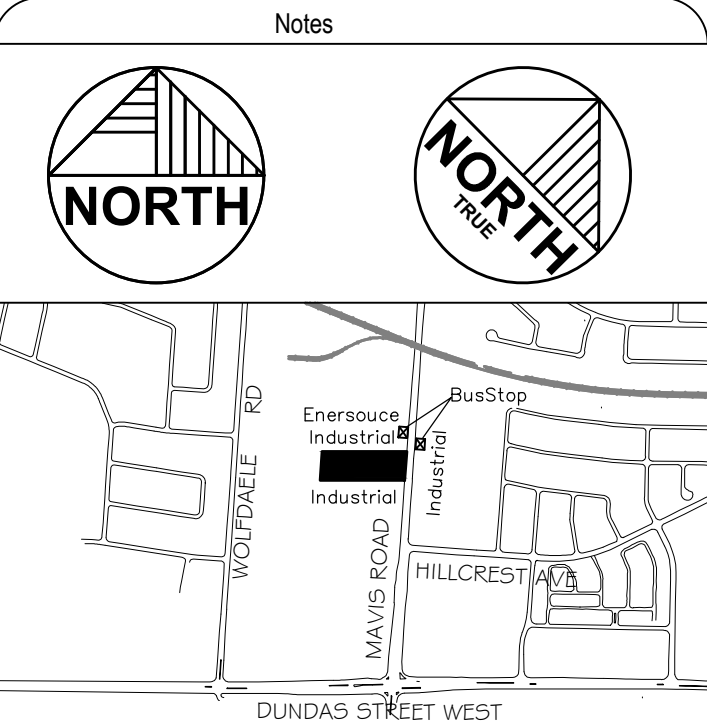 Notes
NORTH
NORTH
TRUE
BusStop
WOLFDAELE RD
Enersouce
Industrial
Industrial
Industrial
MAVIS ROAD
HILLCREST AVE
DUNDAS STREET WEST